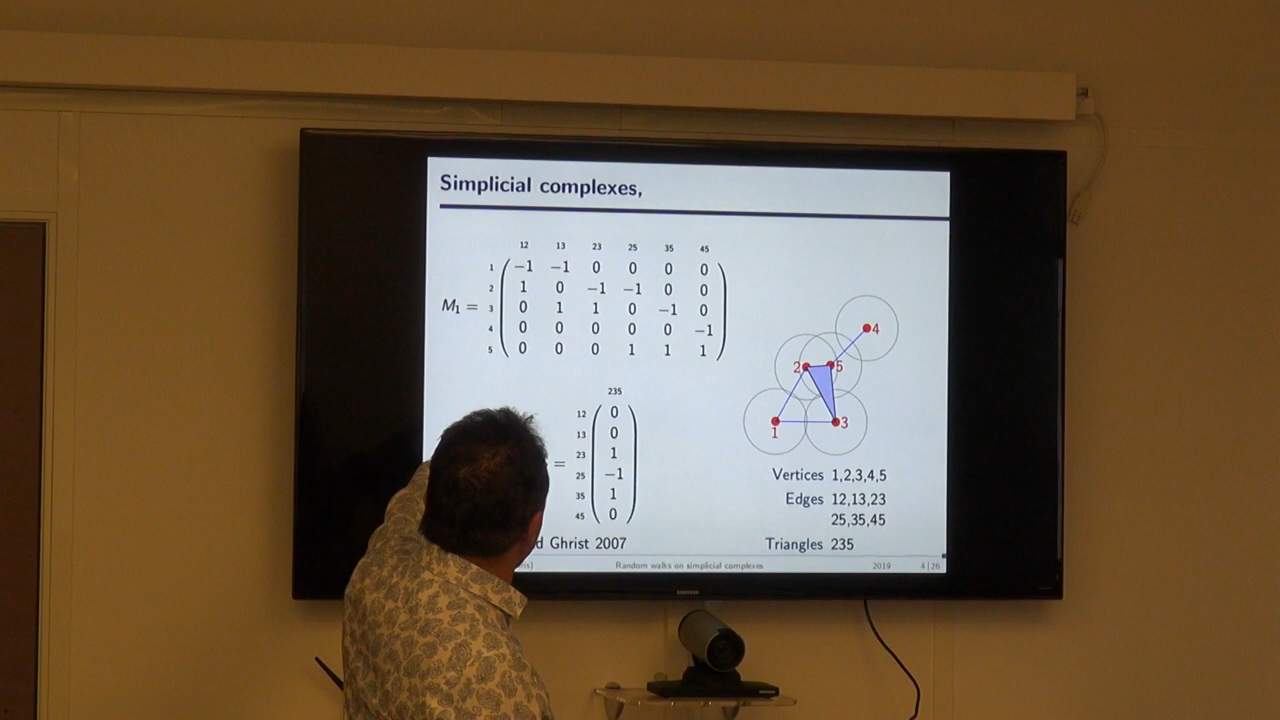 Simplicial complexes,
12 13 23 25 35 45
1 −1 −1 0 0 0 0
2 1 0 −1 −1 0 0
M1 = 3 0 1 1 0 −1 0
4 0 0 0 0 0 −1
5 0 0 0 1 1 1
4
2 5
1 3
235
12 0
13 0
23 1
=
25 −1
35 1
45 0
Vertices 1,2,3,4,5
Edges 12,13,23
25,35,45
Triangles 235
d Ghrist 2007
Random walks on simplicial complexes 2019 4|26
SAMSUNG